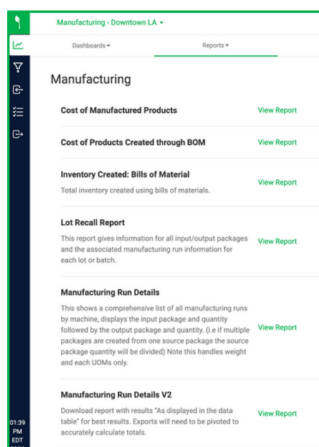 Manufacturing - Downtown LA
Dashboards
Reports
Manufacturing
Cost of Manufactured Products
View Report
Cost of Products Created through BOM
View Report
Inventory Created: Bills of Material
Total inventory created using bills of materials.
View Report
Lot Recall Report
This report gives information for all input/output packages
and the associated manufacturing run information for
each lot or batch.
View Report
Manufacturing Run Details
This shows a comprehensive list of all manufacturing runs
by machine, displays the input package and quantity
followed by the output package and quantity. (i.e if multiple
packages are created from one source package the source
package quantity will be divided) Note this handles weight
and each UOMs only.
View Report
Manufacturing Run Details V2
Download report with results "As displayed in the data
table" for best results. Exports will need to be pivoted to
accurately calculate totals.
View Report
01:39
PM
EDT